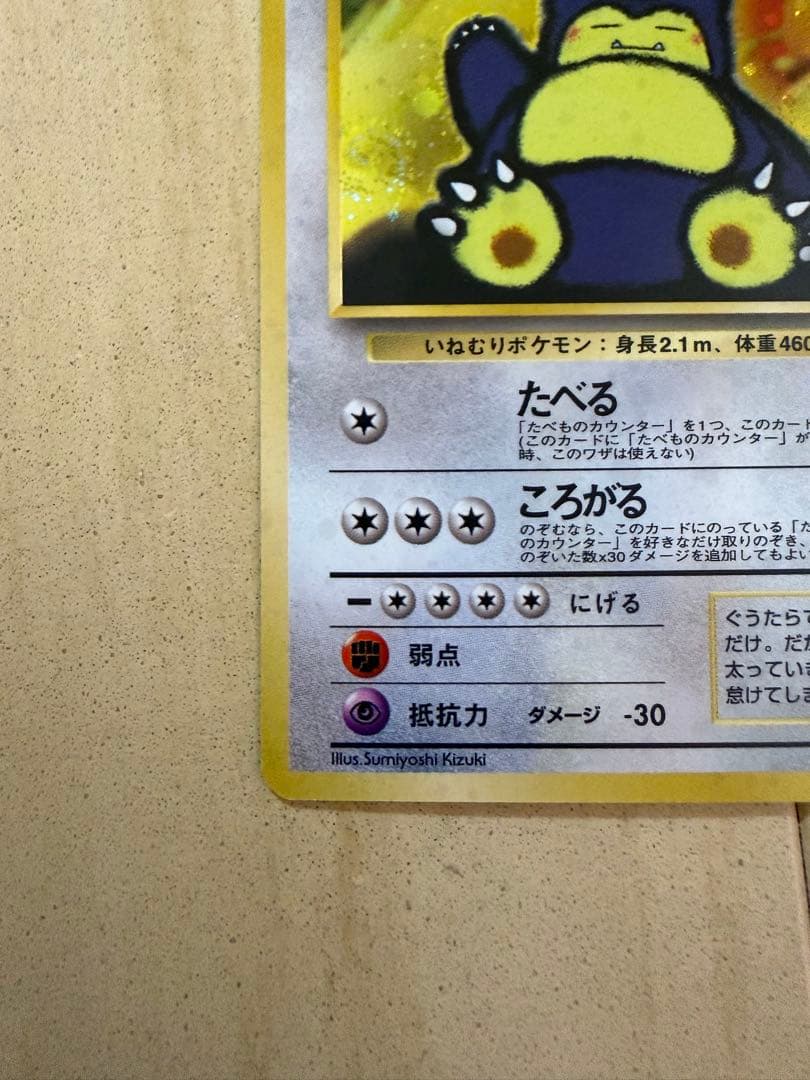 いねむりポケモン：身長2.1m、体重460
たべる
「たべものカウンター」を1つ、このカード
(このカードに「たべものカウンター」が
時、このワザは使えない)
ころがる
のぞむなら、このカードにのっている「た
のカウンター」を好きなだけ取りのぞき、
のぞいた数x30ダメージを追加してもよい
にげる
弱点
抵抗力 ダメージ -30
ぐうたらで
だけ。だか
太っていき
怠けてしま
Illus.Sumiyoshi Kizuki